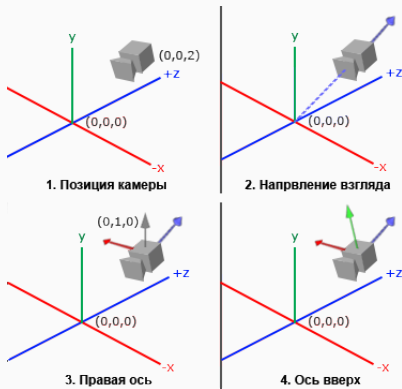 y
(0,0,2)
+z
(0,0,0)
-x
1. Позиция камеры
y
+z
(0,0,0)
-x
2. Напрвление взгляда
(0,1,0)
y
+z
(0,0,0)
-x
3. Правая ось
y
+z
(0,0,0)
-x
4. Ось вверх